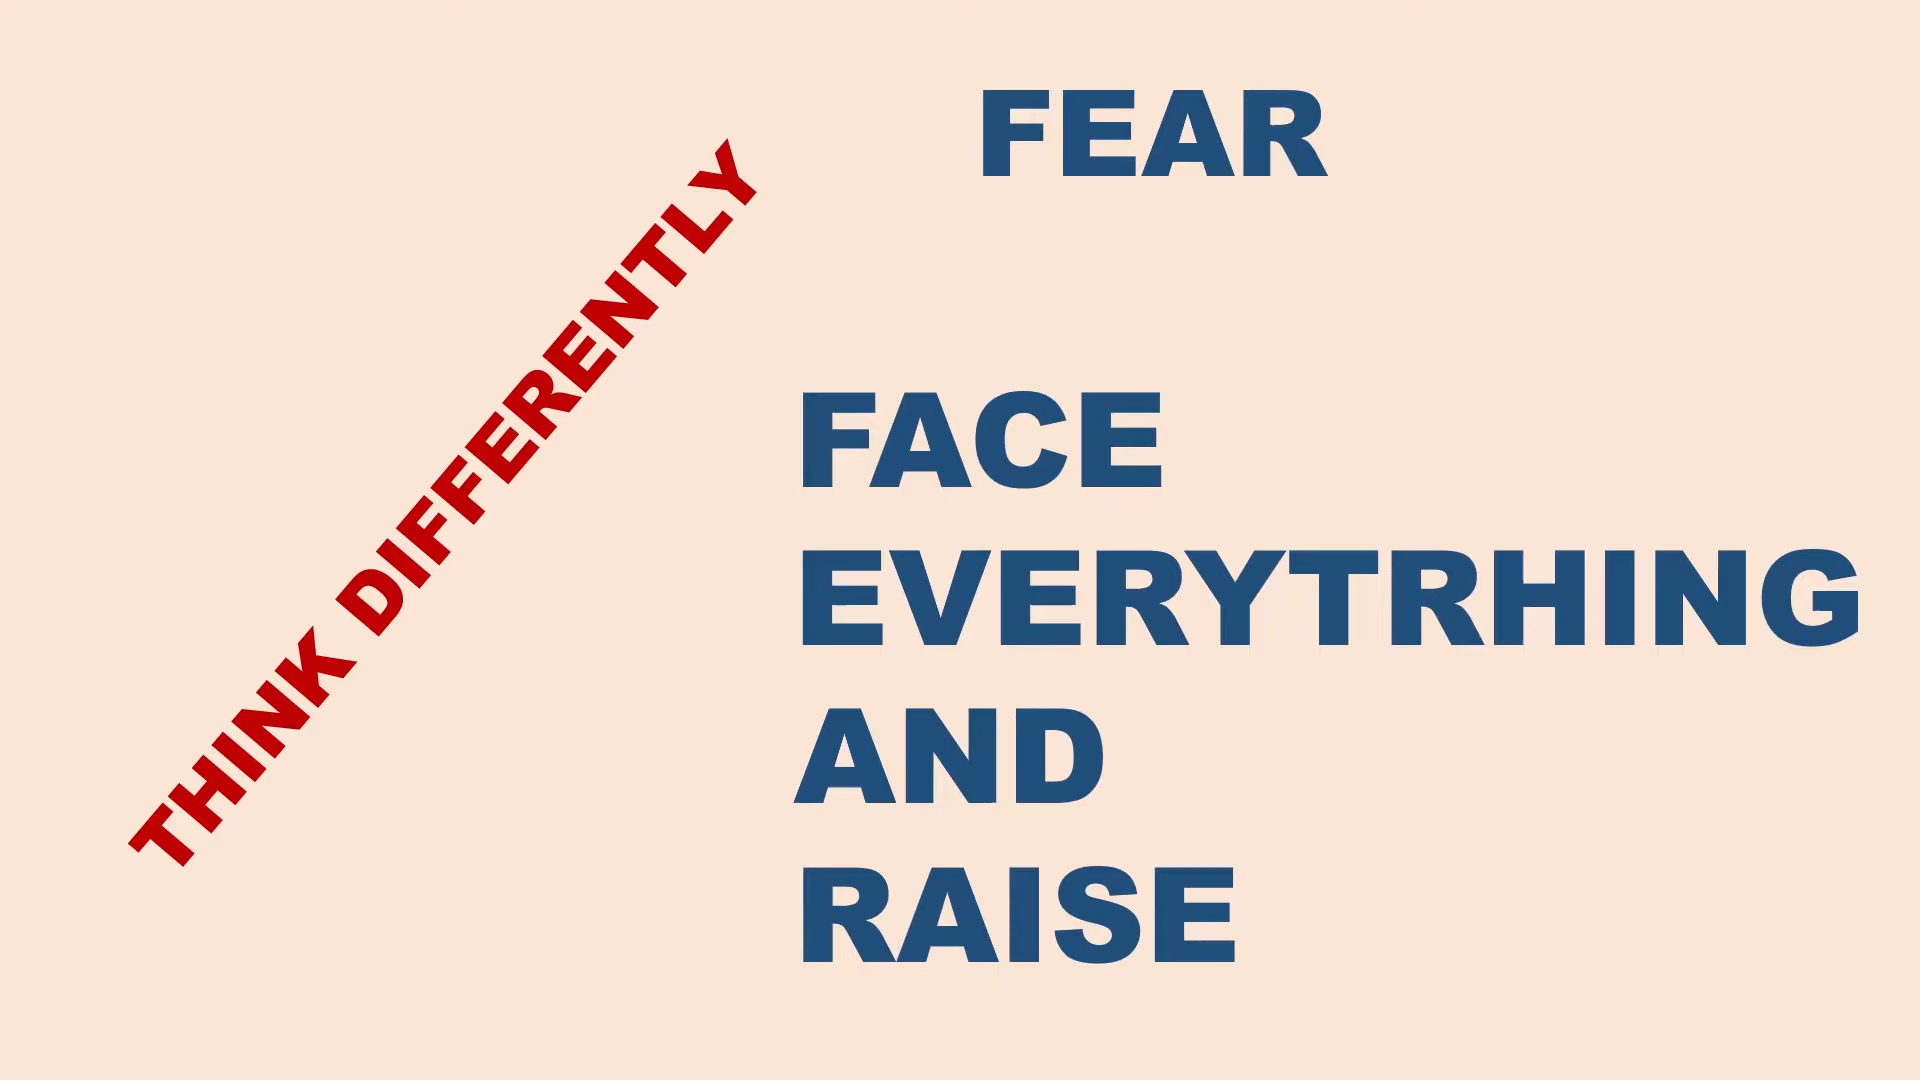 FEAR
THINK DIFFERENTLY
FACE
EVERYTRHING
AND
RAISE